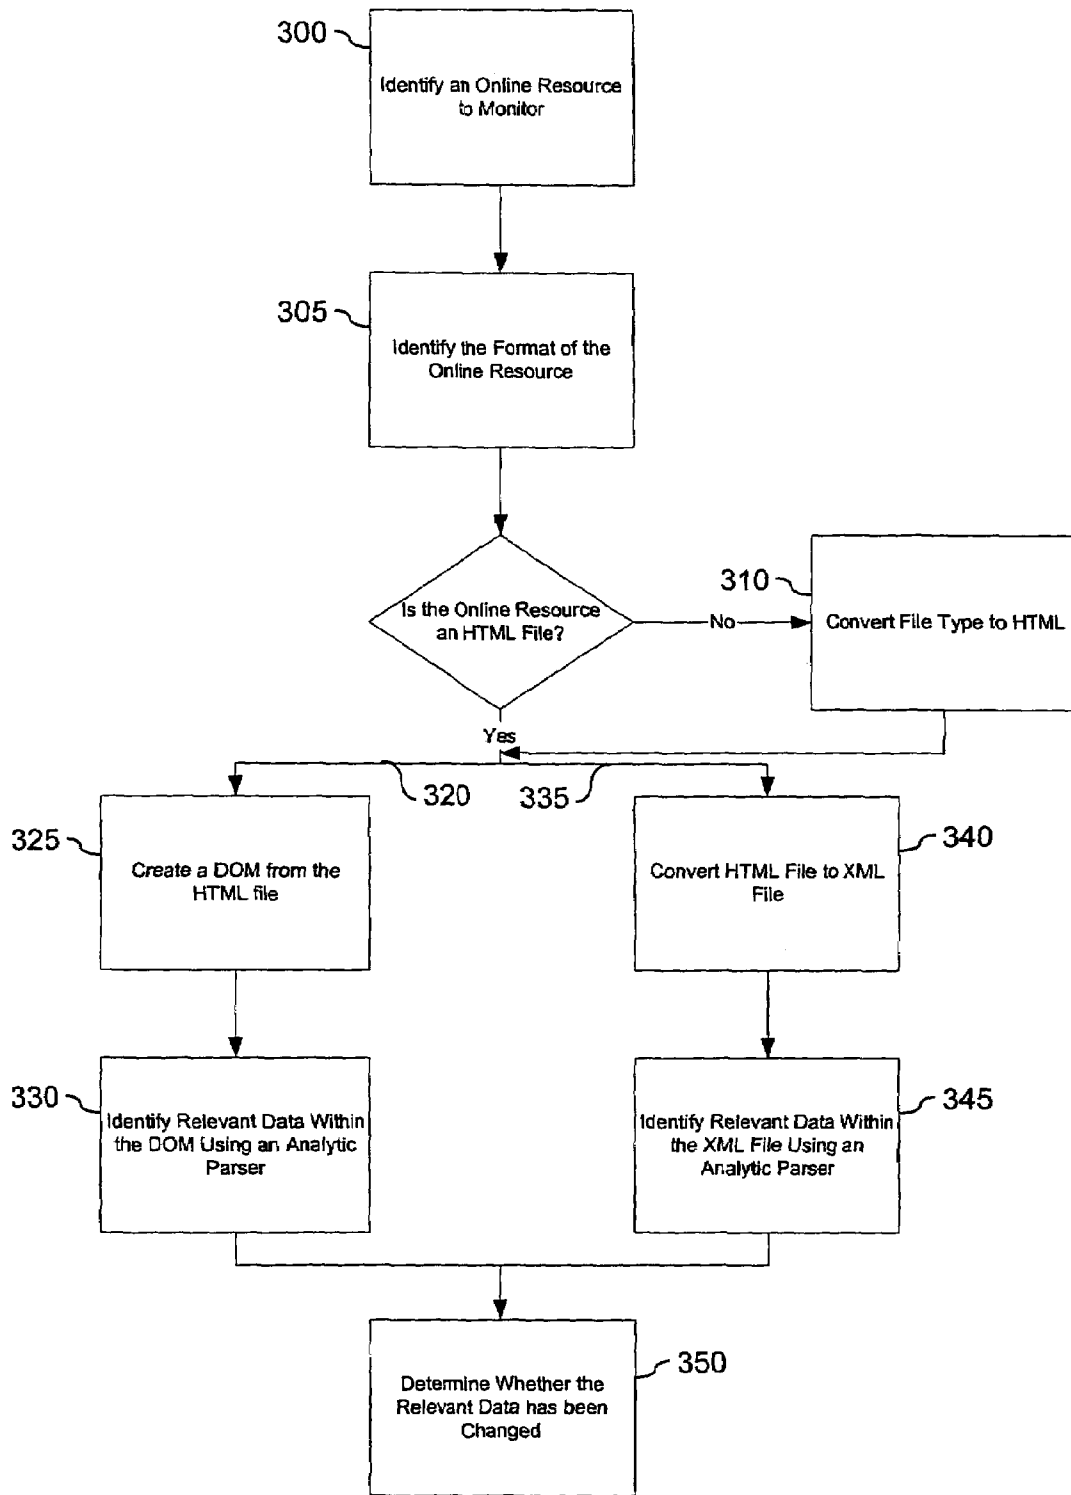 300
Identify an Online Resource
to Monitor
305
Identify the Format of the
Online Resource
Is the Online Resource
an HTML File?
No
310
Convert File Type to HTML
Yes
320
335
325
Create a DOM from the
HTML file
340
Convert HTML File to XML
File
330
Identify Relevant Data Within
the DOM Using an Analytic
Parser
345
Identify Relevant Data Within
the XML File Using an
Analytic Parser
350
Determine Whether the
Relevant Data has been
Changed